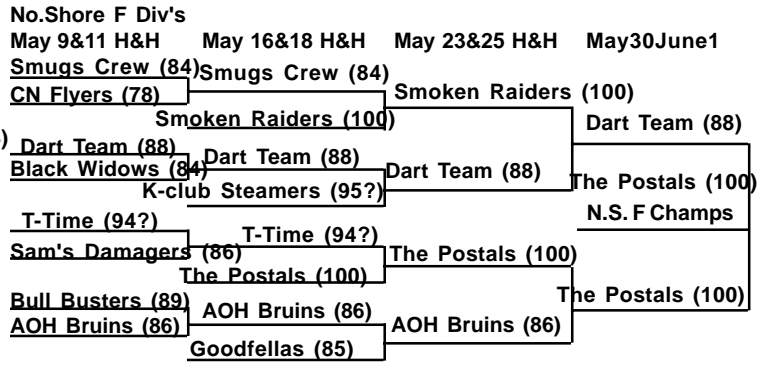 No.Shore F Div's
May 9&11 H&H May 16&18 H&H May 23&25 H&H May30June1
Smugs Crew (84)
CN Flyers (78)
Dart Team (88)
Black Widows (84)
T-Time (94?)
Sam's Damagers (86)
Bull Busters (89)
AOH Bruins (86)
Smugs Crew (84)
Smoken Raiders (100)
Dart Team (88)
K-club Steamers (95?)
T-Time (94?)
The Postals (100)
AOH Bruins (86)
Goodfellas (85)
Smoken Raiders (100)
Dart Team (88)
The Postals (100)
AOH Bruins (86)
Dart Team (88)
The Postals (100)
The Postals (100)
N.S. F Champs